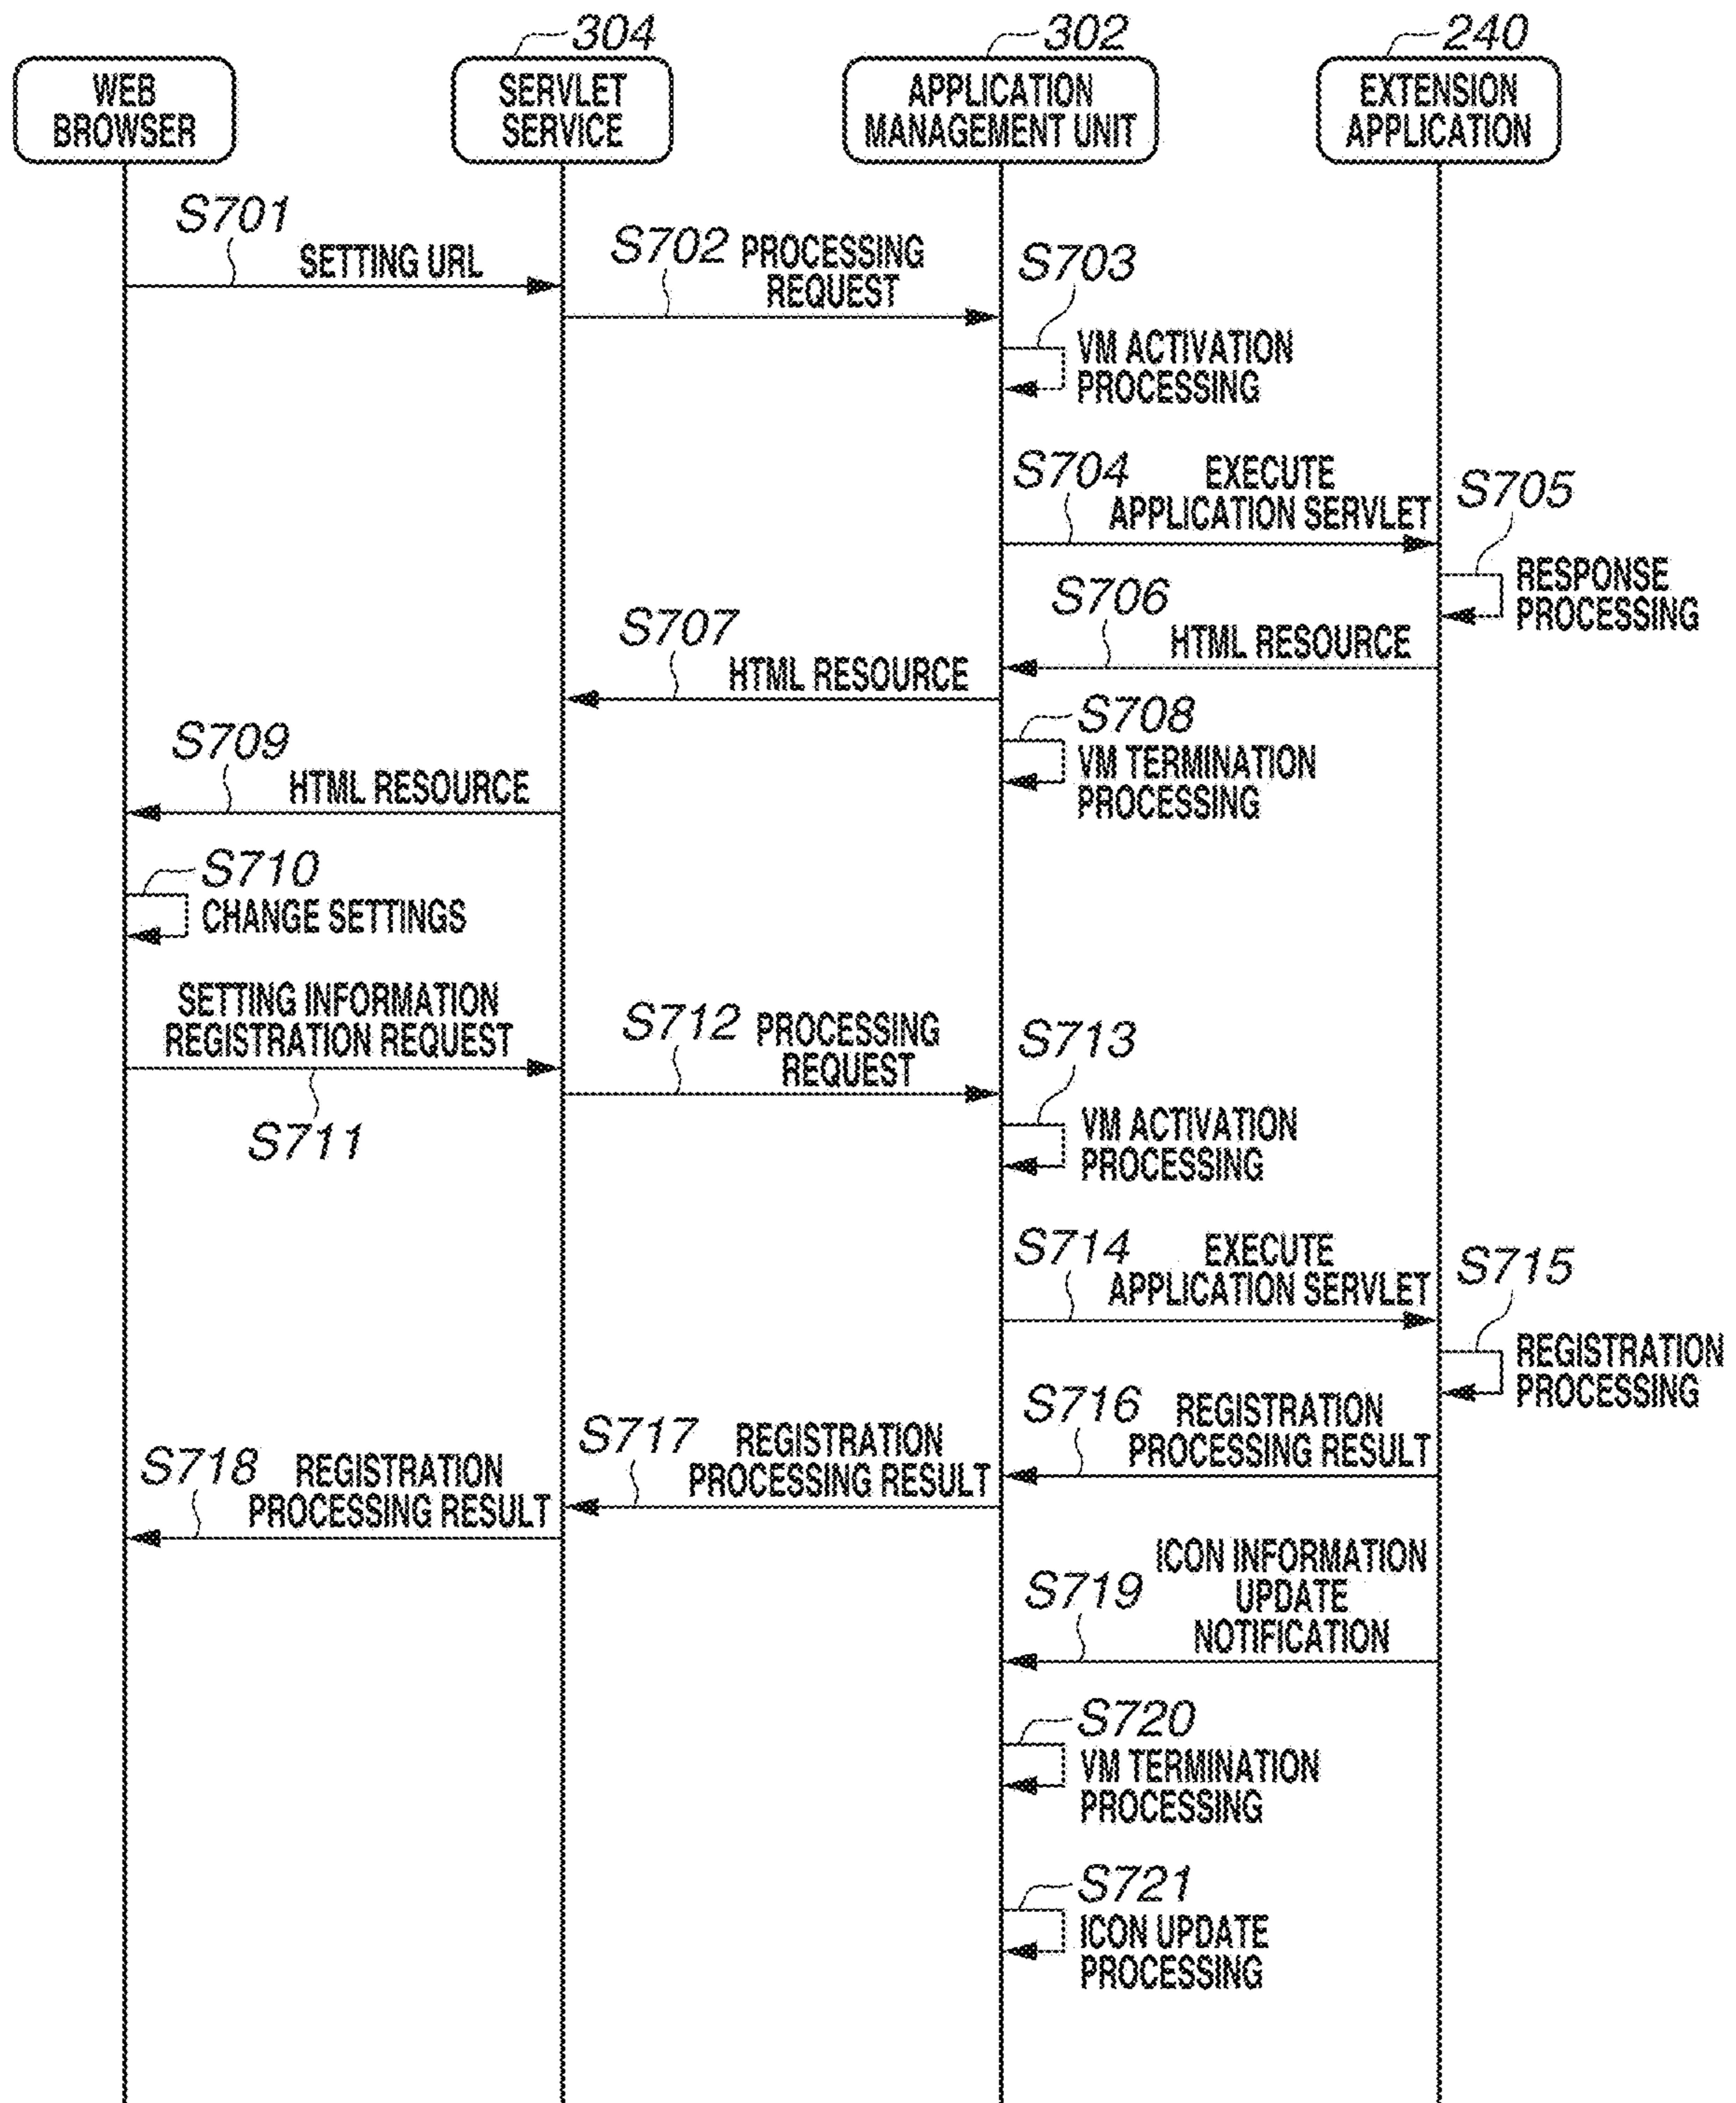 304
302
240
WEB
BROWSER
SERVLET
SERVICE
APPLICATION
MANAGEMENT UNIT
EXTENSION
APPLICATION
S701
SETTING URL
S702 PROCESSING
REQUEST
S703
VM ACTIVATION
PROCESSING
S704 EXECUTE
APPLICATION SERVLET
S705
RESPONSE
PROCESSING
S706
HTML RESOURCE
S707
HTML RESOURCE
S708
VM TERMINATION
PROCESSING
S709
HTML RESOURCE
S710
CHANGE SETTINGS
SETTING INFORMATION
REGISTRATION REQUEST
S711
S712 PROCESSING
REQUEST
S713
VM ACTIVATION
PROCESSING
S714 EXECUTE
APPLICATION SERVLET
S715
REGISTRATION
PROCESSING
S716 REGISTRATION
PROCESSING RESULT
S717 REGISTRATION
PROCESSING RESULT
S718 REGISTRATION
PROCESSING RESULT
ICON INFORMATION
S719 UPDATE
NOTIFICATION
S720
VM TERMINATION
PROCESSING
S721
ICON UPDATE
PROCESSING